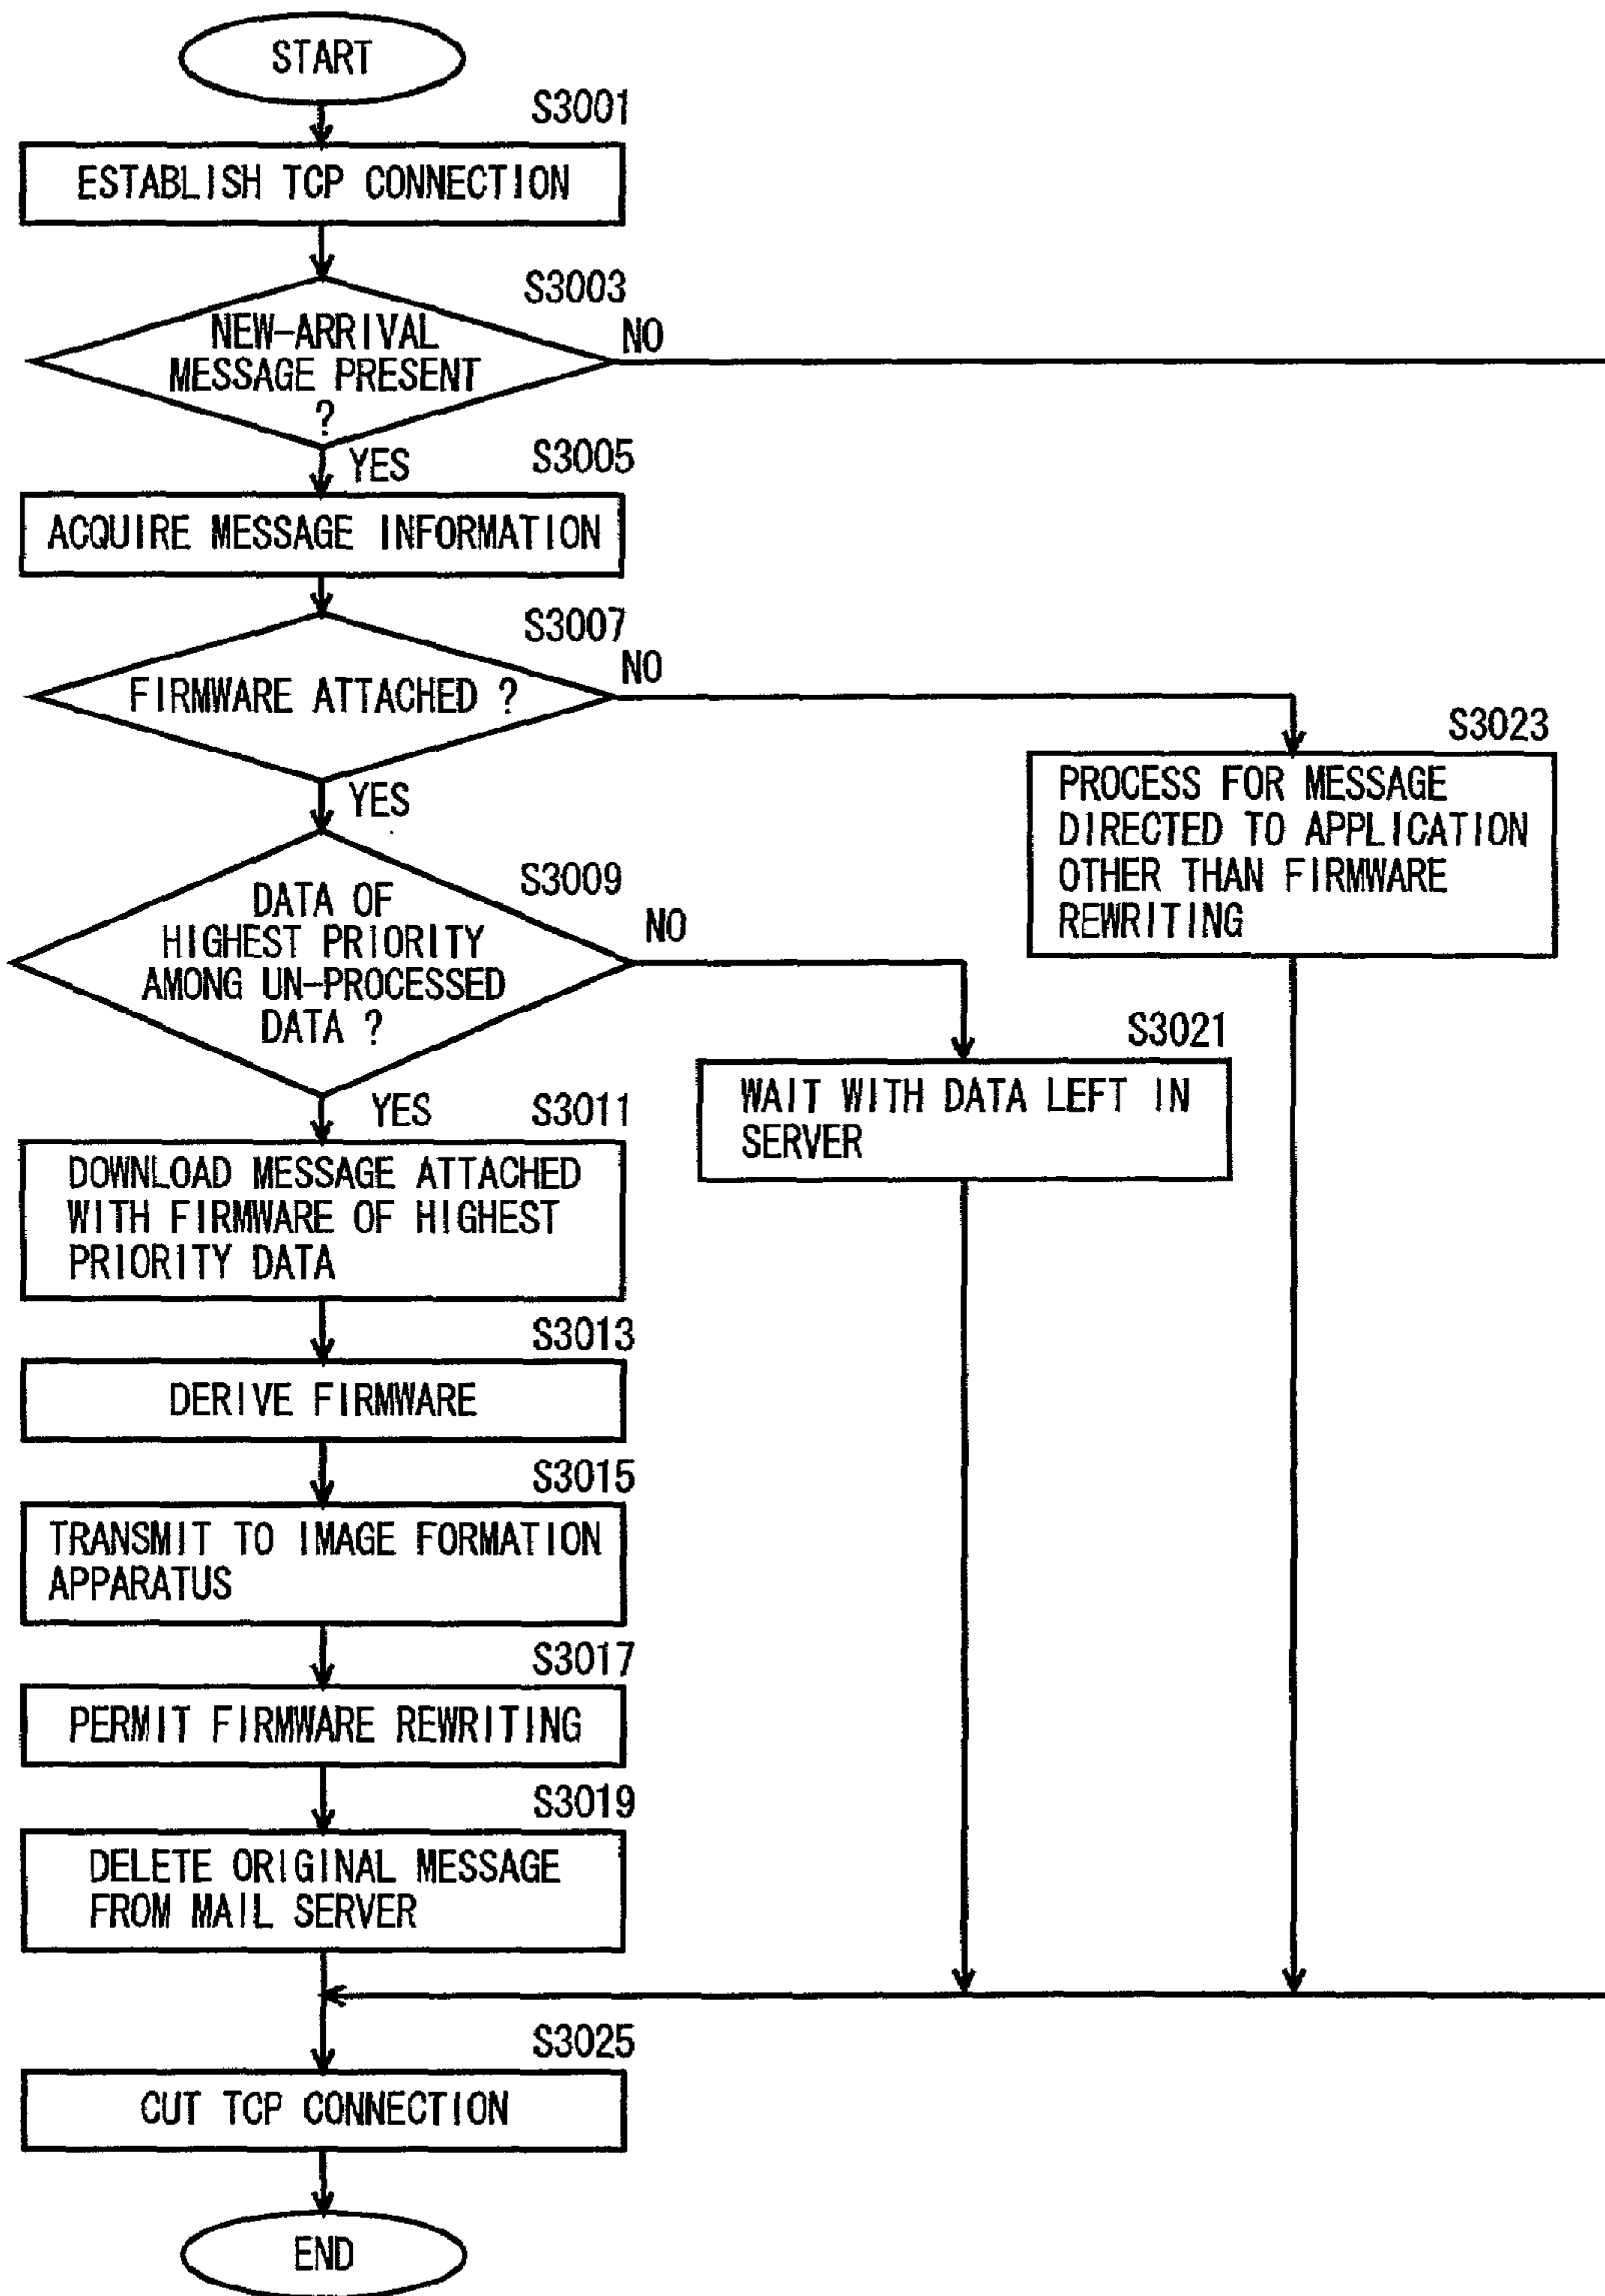 START
S3001
ESTABLISH TCP CONNECTION
S3003
NEW-ARRIVAL
MESSAGE PRESENT
?
NO
YES
S3005
ACQUIRE MESSAGE INFORMATION
S3007
FIRMWARE ATTACHED ?
NO
YES
S3023
PROCESS FOR MESSAGE
DIRECTED TO APPLICATION
OTHER THAN FIRMWARE
REWRITING
S3009
DATA OF
HIGHEST PRIORITY
AMONG UN-PROCESSED
DATA ?
NO
YES
S3021
WAIT WITH DATA LEFT IN
SERVER
S3011
DOWNLOAD MESSAGE ATTACHED
WITH FIRMWARE OF HIGHEST
PRIORITY DATA
S3013
DERIVE FIRMWARE
S3015
TRANSMIT TO IMAGE FORMATION
APPARATUS
S3017
PERMIT FIRMWARE REWRITING
S3019
DELETE ORIGINAL MESSAGE
FROM MAIL SERVER
S3025
CUT TCP CONNECTION
END